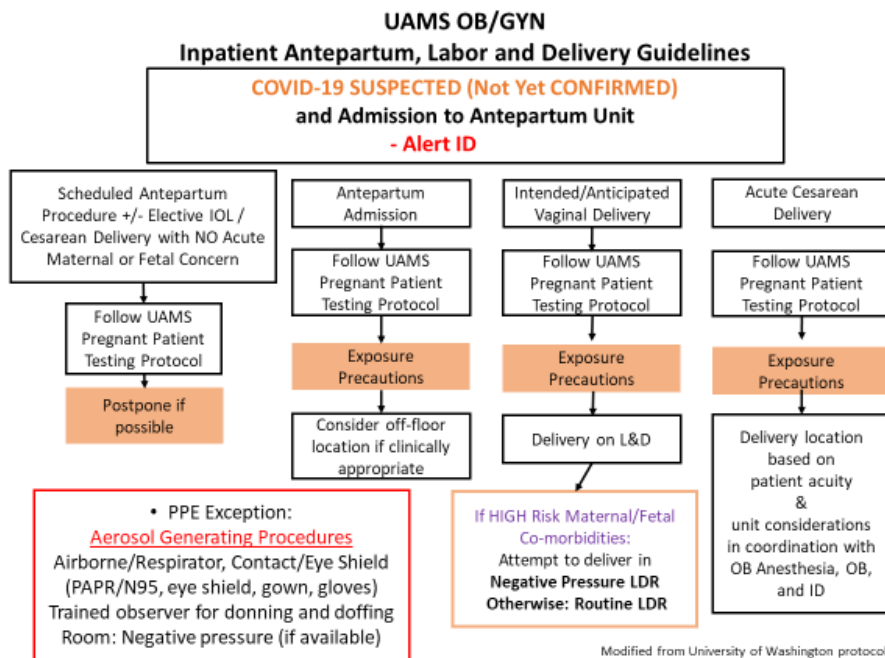 UAMS OB/GYN
Inpatient Antepartum, Labor and Delivery Guidelines
COVID-19 SUSPECTED (Not Yet CONFIRMED)
and Admission to Antepartum Unit
- Alert ID
Scheduled Antepartum
Procedure +/- Elective IOL /
Cesarean Delivery with NO Acute
Maternal or Fetal Concern
Follow UAMS
Pregnant Patient
Testing Protocol
Postpone if
possible
Antepartum
Admission
Follow UAMS
Pregnant Patient
Testing Protocol
Exposure
Precautions
Consider off-floor
location if clinically
appropriate
Intended/Anticipated
Vaginal Delivery
Follow UAMS
Pregnant Patient
Testing Protocol
Exposure
Precautions
Delivery on L&D
If HIGH Risk Maternal/Fetal
Co-morbidities:
Attempt to deliver in
Negative Pressure LDR
Otherwise: Routine LDR
Acute Cesarean
Delivery
Follow UAMS
Pregnant Patient
Testing Protocol
Exposure
Precautions
Delivery location
based on
patient acuity
&
unit considerations
in coordination with
OB Anesthesia, OB,
and ID
• PPE Exception:
Aerosol Generating Procedures
Airborne/Respirator, Contact/Eye Shield
(PAPR/N95, eye shield, gown, gloves)
Trained observer for donning and doffing
Room: Negative pressure (if available)
Modified from University of Washington protocol